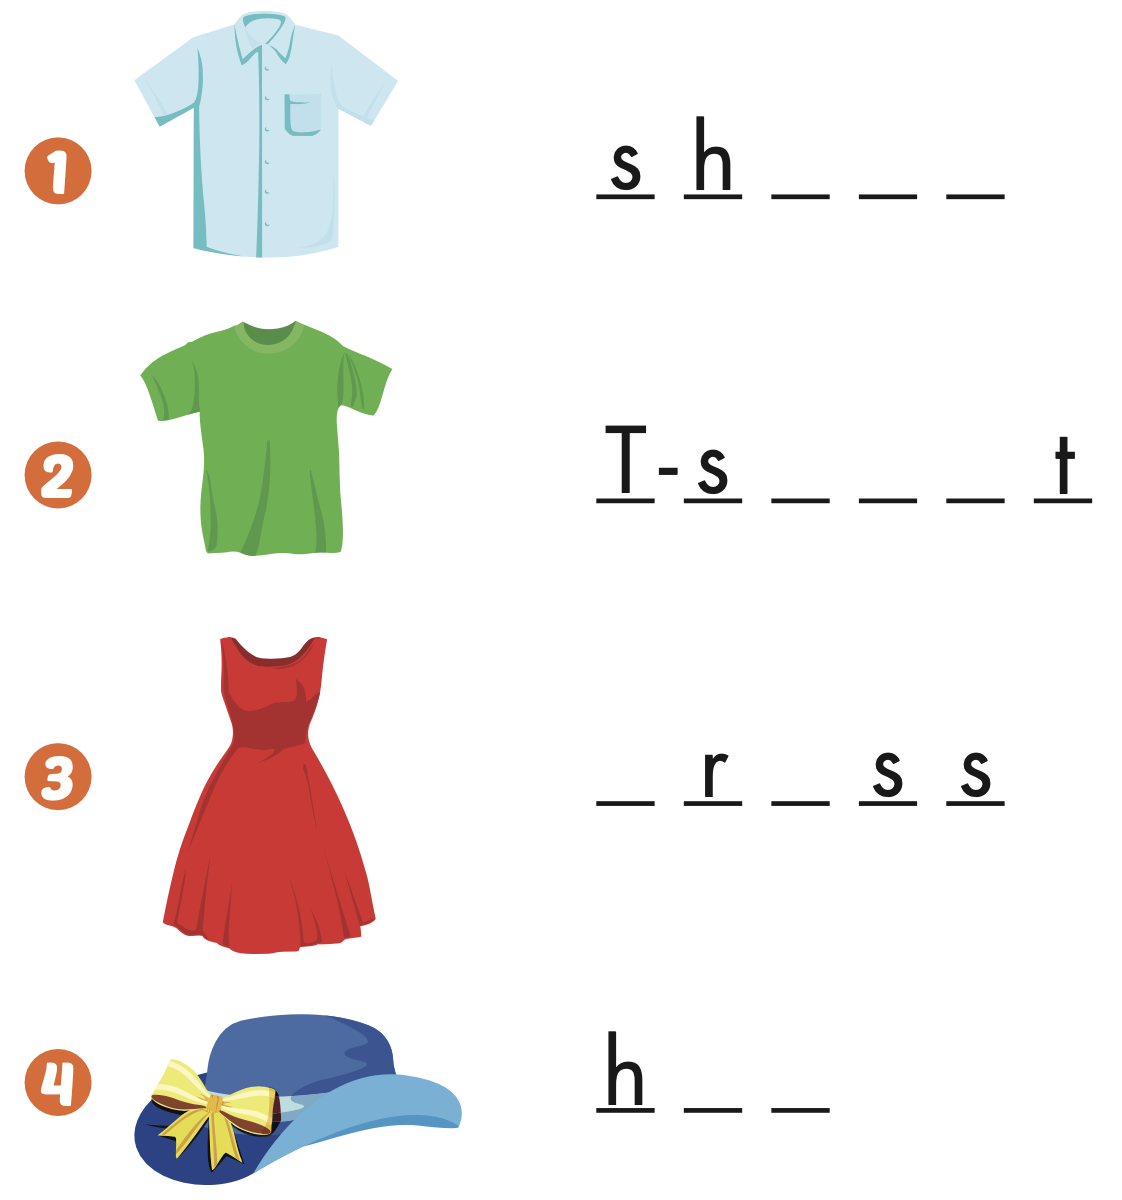 1 s h _ _ _
2 T-s _ _ _ t
3 _ r _ s s
4 h _ _